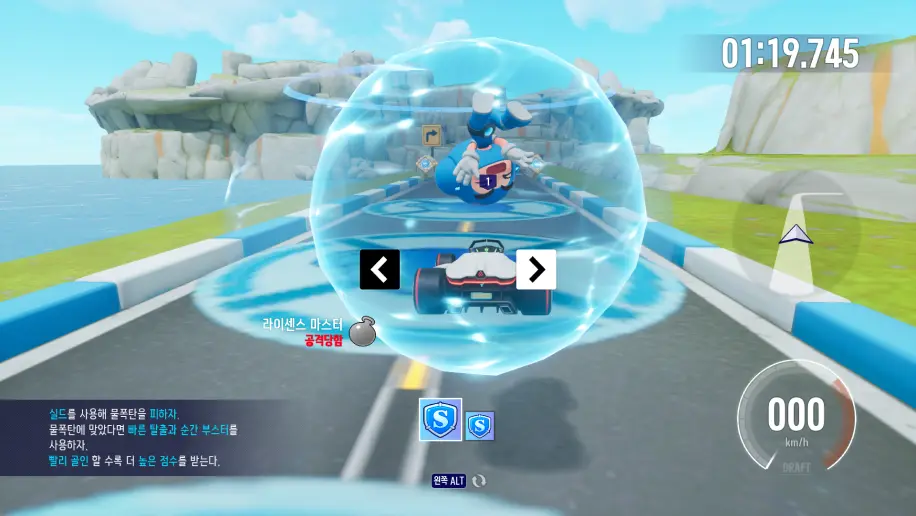 01:19.745
1
라이센스 마스터
공격당함
실드를 사용해 물폭탄을 피하자.
물폭탄에 맞았다면 빠른 탈출과 순간 부스터를
사용하자.
빨리 골인 할 수록 더 높은 점수를 받는다.
S S
000
km/h
DRAFT
왼쪽 ALT